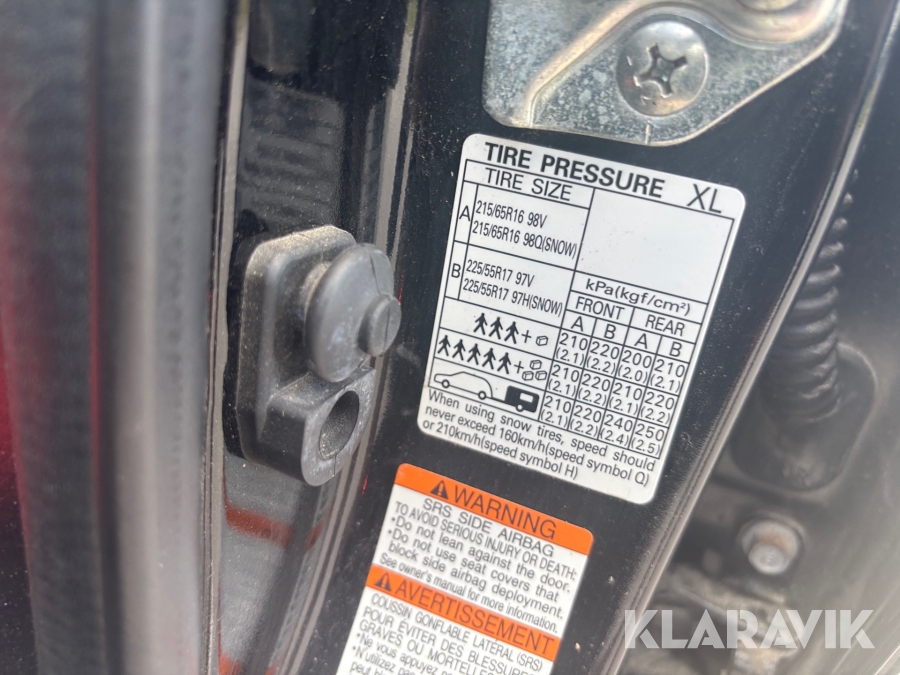 TIRE PRESSURE XL
TIRE SIZE
A
215/65R16 98V
215/65R16 98Q(SNOW)
B
225/55R17 97V
225/55R17 97H(SNOW)
kPa(kgf/cm²)
FRONT REAR
A B A B
+ 210 220 200 210
(2.1) (2.2) (2.0) (2.1)
+ 210 220 210 220
(2.1) (2.2) (2.1) (2.2)
210 220 240 250
(2.1) (2.2) (2.4) (2.5)
When using snow tires, speed should
never exceed 160km/h(speed symbol Q)
or 210km/h(speed symbol H)
WARNING
SRS SIDE AIRBAG
TO AVOID SERIOUS INJURY OR DEATH:
•Do not lean against the door.
•Do not use seat covers that
block side airbag deployment.
See owner's manual for more information.
AVERTISSEMENT
COUSSIN GONFLABLE LATÉRAL (SRS)
POUR ÉVITER DES BLESSURES
GRAVES OU MORTELLES
•Ne vous appuyez pas
•N'utilisez pas
KLARAVIK